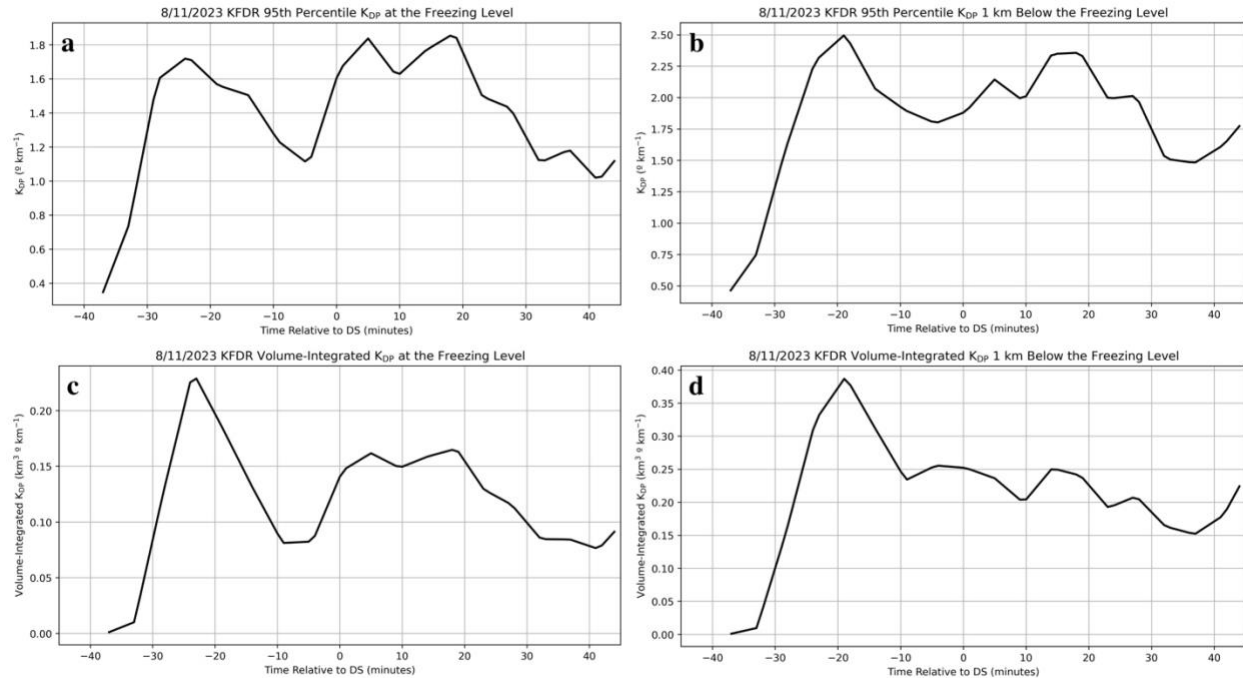 8/11/2023 KFDR 95th Percentile K_DP at the Freezing Level
a
1.8
1.6
1.4
1.2
1.0
0.8
0.6
0.4
K_DP (º km⁻¹)
−40 −30 −20 −10 0 10 20 30 40
Time Relative to DS (minutes)
8/11/2023 KFDR 95th Percentile K_DP 1 km Below the Freezing Level
b
2.50
2.25
2.00
1.75
1.50
1.25
1.00
0.75
0.50
K_DP (º km⁻¹)
−40 −30 −20 −10 0 10 20 30 40
Time Relative to DS (minutes)
8/11/2023 KFDR Volume-Integrated K_DP at the Freezing Level
c
0.20
0.15
0.10
0.05
0.00
Volume-Integrated K_DP (km³ º km⁻¹)
−40 −30 −20 −10 0 10 20 30 40
Time Relative to DS (minutes)
8/11/2023 KFDR Volume-Integrated K_DP 1 km Below the Freezing Level
d
0.40
0.35
0.30
0.25
0.20
0.15
0.10
0.05
0.00
Volume-Integrated K_DP (km³ º km⁻¹)
−40 −30 −20 −10 0 10 20 30 40
Time Relative to DS (minutes)